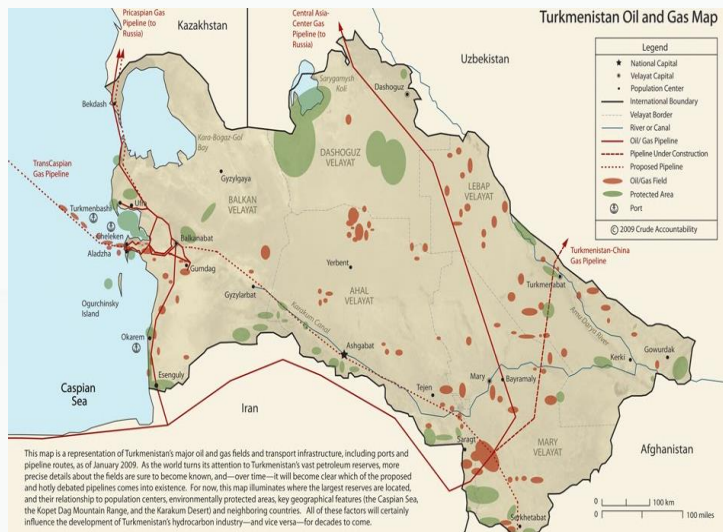 Turkmenistan Oil and Gas Map
Pricaspian Gas
Pipeline (to
Russia)
Kazakhstan
Central Asia-
Center Gas
Pipeline (to
Russia)
Uzbekistan
Legend
National Capital
Velayat Capital
Population Center
International Boundary
Velayat Border
River or Canal
Oil/ Gas Pipeline
Pipeline Under Construction
Proposed Pipeline
Oil/Gas Field
Protected Area
Port
© 2009 Crude Accountability
Sarygamysh
Koli
Dashoguz
Bekdash
Kara-Bogaz-Gol
Bay
TransCaspian
Gas Pipeline
DASHOGUZ
VELAYAT
Gyzylgaya
LEBAP
VELAYAT
BALKAN
VELAYAT
Turkmenbashi
Ufra
Cheleken
Aladzha
Balkanabat
Gumdag
Turkmenistan-China
Gas Pipeline
Yerbent
Turkmenabat
Ogurchinsky
Island
Gyzylarbat
AHAL
VELAYAT
Karakum Canal
Amu Darya River
Okarem
Ashgabat
Kerki
Gowurdak
Esenguly
Mary
Bayramaly
Tejen
Caspian
Sea
Iran
Saragt
MARY
VELAYAT
Afghanistan
Serkhetabat
This map is a representation of Turkmenistan's major oil and gas fields and transport infrastructure, including ports and
pipeline routes, as of January 2009. As the world turns its attention to Turkmenistan's vast petroleum reserves, more
precise details about the fields are sure to become known, and—over time—it will become clear which of the proposed
and hotly debated pipelines comes into existence. For now, this map illuminates where the largest reserves are located,
and their relationship to population centers, environmentally protected areas, key geographical features (the Caspian Sea,
the Kopet Dag Mountain Range, and the Karakum Desert) and neighboring countries. All of these factors will certainly
influence the development of Turkmenistan's hydrocarbon industry—and vice versa—for decades to come.
0 100 km
0 100 miles